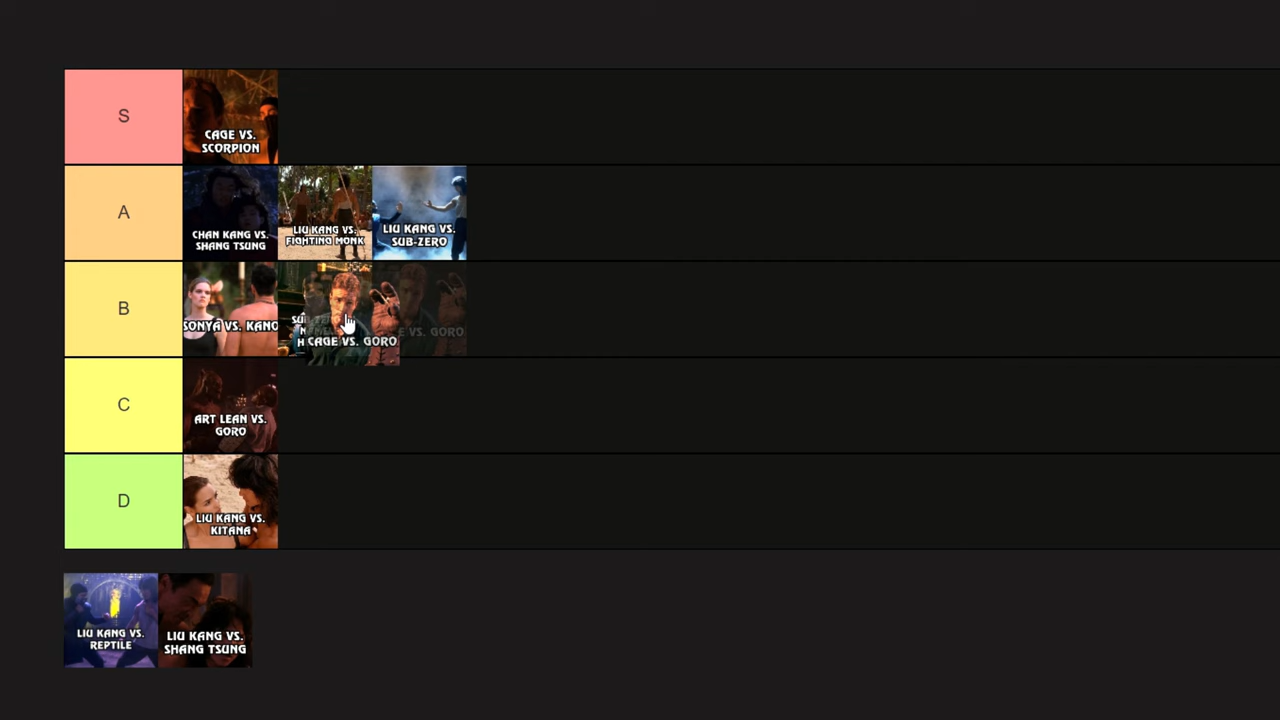 S
CAGE VS.
SCORPION
A
CHAN KANG VS.
SHANG TSUNG
LIU KANG VS.
FIGHTING MONK
LIU KANG VS.
SUB-ZERO
B
SONYA VS. KANO
CAGE VS. GORO
VS. GORO
C
ART LEAN VS.
GORO
D
LIU KANG VS.
KITANA
LIU KANG VS.
REPTILE
LIU KANG VS.
SHANG TSUNG